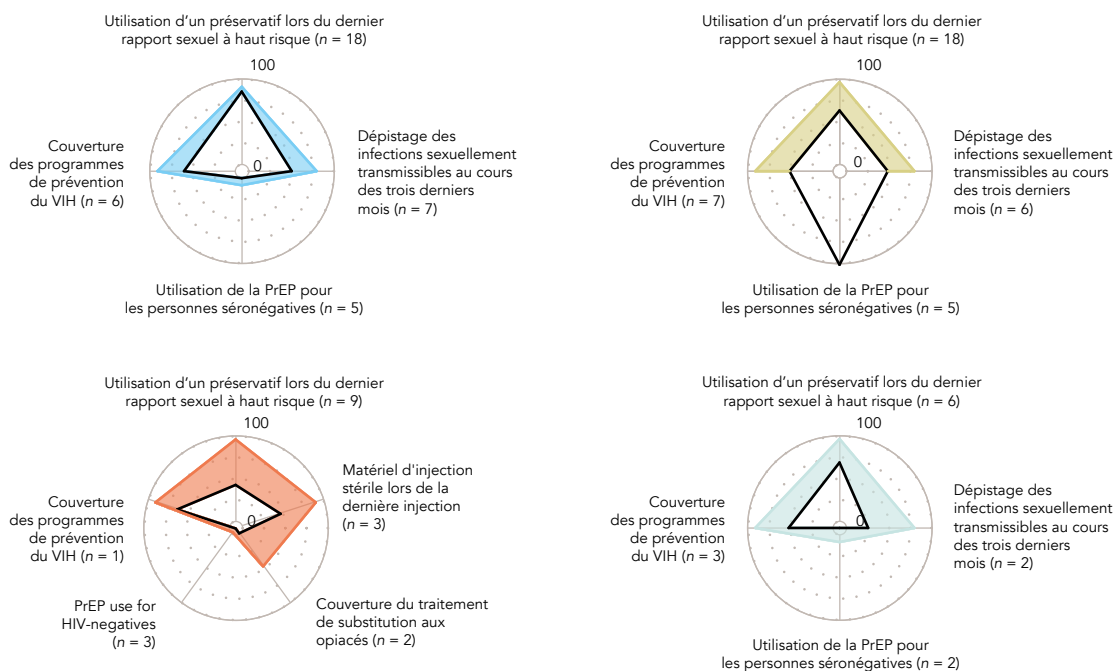 Utilisation d’un préservatif lors du dernier
rapport sexuel à haut risque (n = 18)
100
0
Couverture
des programmes
de prévention
du VIH (n = 6)
Dépistage des
infections sexuellement
transmissibles au cours
des trois derniers
mois (n = 7)
Utilisation de la PrEP pour
les personnes séronégatives (n = 5)
Utilisation d’un préservatif lors du dernier
rapport sexuel à haut risque (n = 18)
100
0
Couverture
des programmes
de prévention
du VIH (n = 7)
Dépistage des
infections sexuellement
transmissibles au cours
des trois derniers
mois (n = 6)
Utilisation de la PrEP pour
les personnes séronégatives (n = 5)
Utilisation d’un préservatif lors du dernier
rapport sexuel à haut risque (n = 9)
100
0
Couverture
des programmes
de prévention
du VIH (n = 1)
Matériel d'injection
stérile lors de la
dernière injection
(n = 3)
PrEP use for
HIV-negatives
(n = 3)
Couverture du traitement
de substitution aux
opiacés (n = 2)
Utilisation d’un préservatif lors du dernier
rapport sexuel à haut risque (n = 6)
100
0
Couverture
des programmes
de prévention
du VIH (n = 3)
Dépistage des
infections sexuellement
transmissibles au cours
des trois derniers
mois (n = 2)
Utilisation de la PrEP pour
les personnes séronégatives (n = 2)